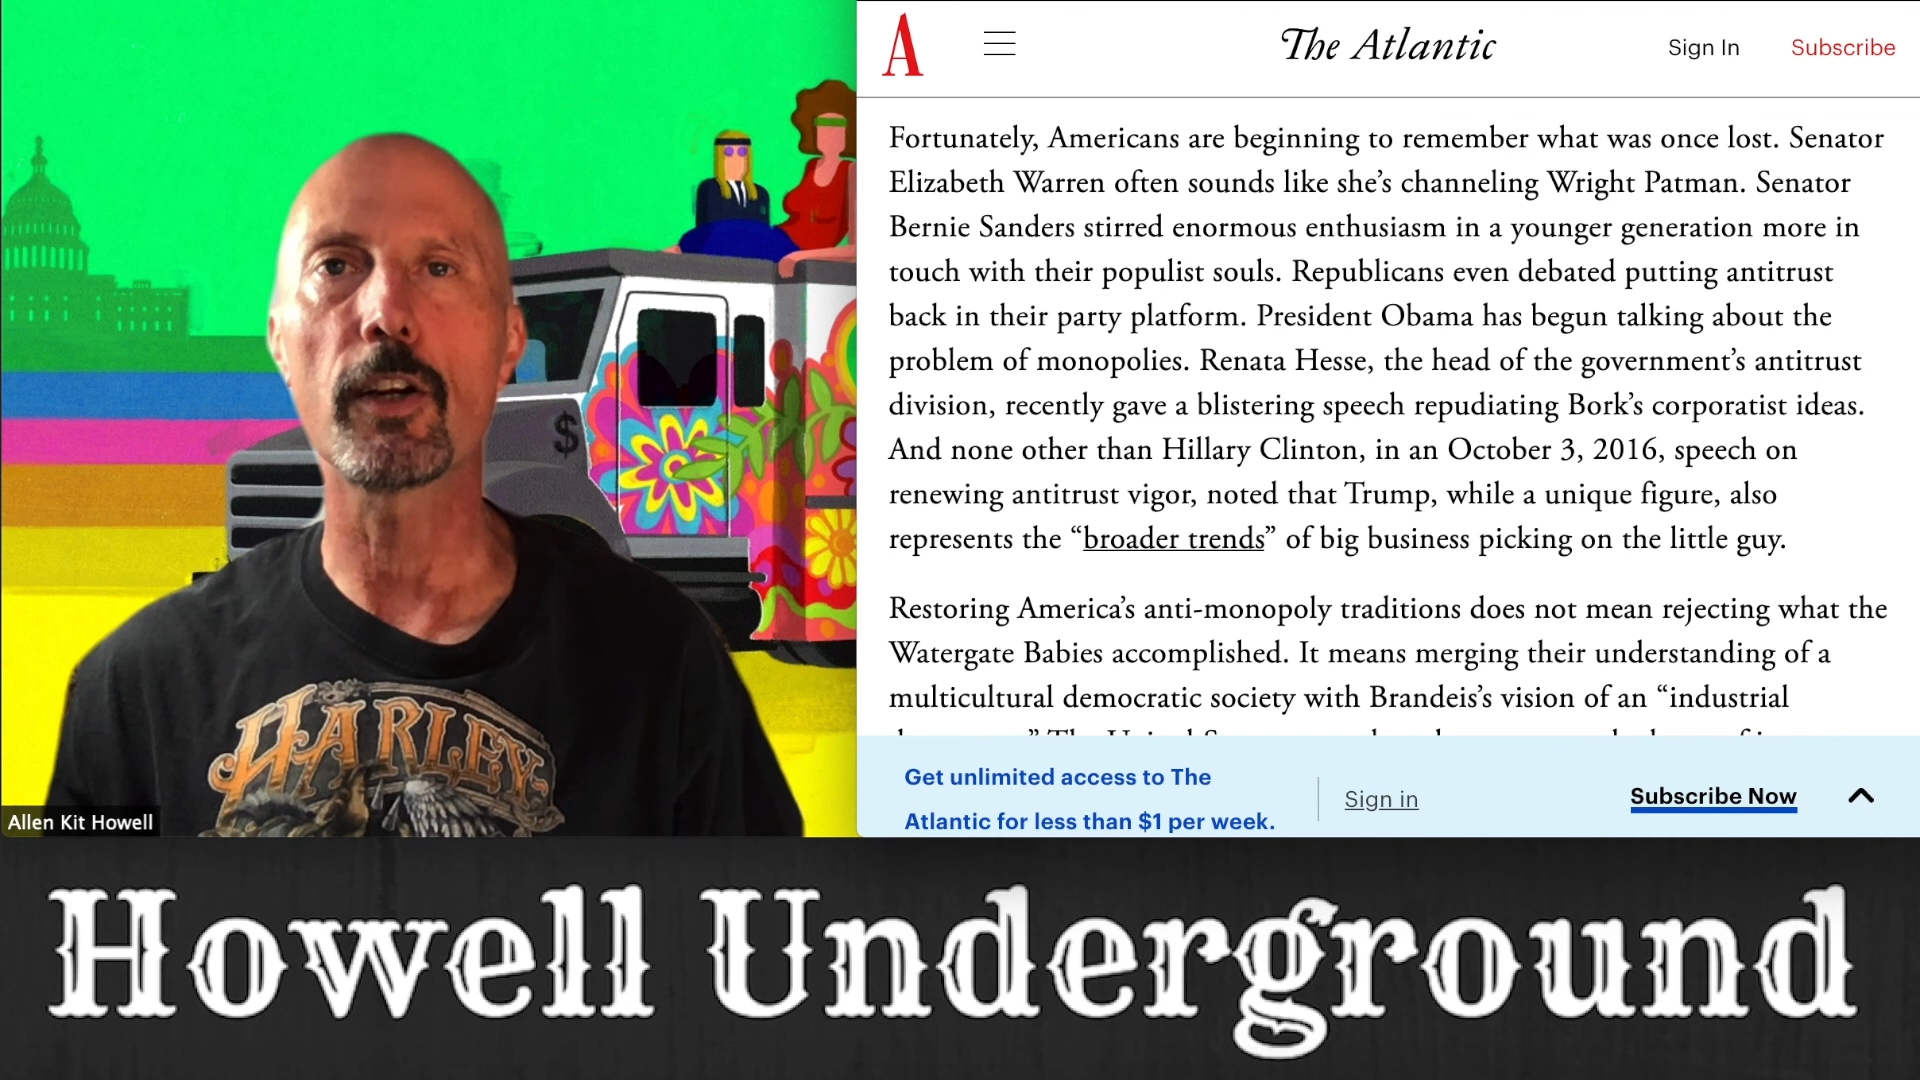 A
The Atlantic
Sign In
Subscribe
Fortunately, Americans are beginning to remember what was once lost. Senator
Elizabeth Warren often sounds like she’s channeling Wright Patman. Senator
Bernie Sanders stirred enormous enthusiasm in a younger generation more in
touch with their populist souls. Republicans even debated putting antitrust
back in their party platform. President Obama has begun talking about the
problem of monopolies. Renata Hesse, the head of the government’s antitrust
division, recently gave a blistering speech repudiating Bork’s corporatist ideas.
And none other than Hillary Clinton, in an October 3, 2016, speech on
renewing antitrust vigor, noted that Trump, while a unique figure, also
represents the “broader trends” of big business picking on the little guy.
Restoring America’s anti-monopoly traditions does not mean rejecting what the
Watergate Babies accomplished. It means merging their understanding of a
multicultural democratic society with Brandeis’s vision of an “industrial
Get unlimited access to The
Atlantic for less than $1 per week.
Sign in
Subscribe Now
$
HARLEY
Allen Kit Howell
Howell Underground